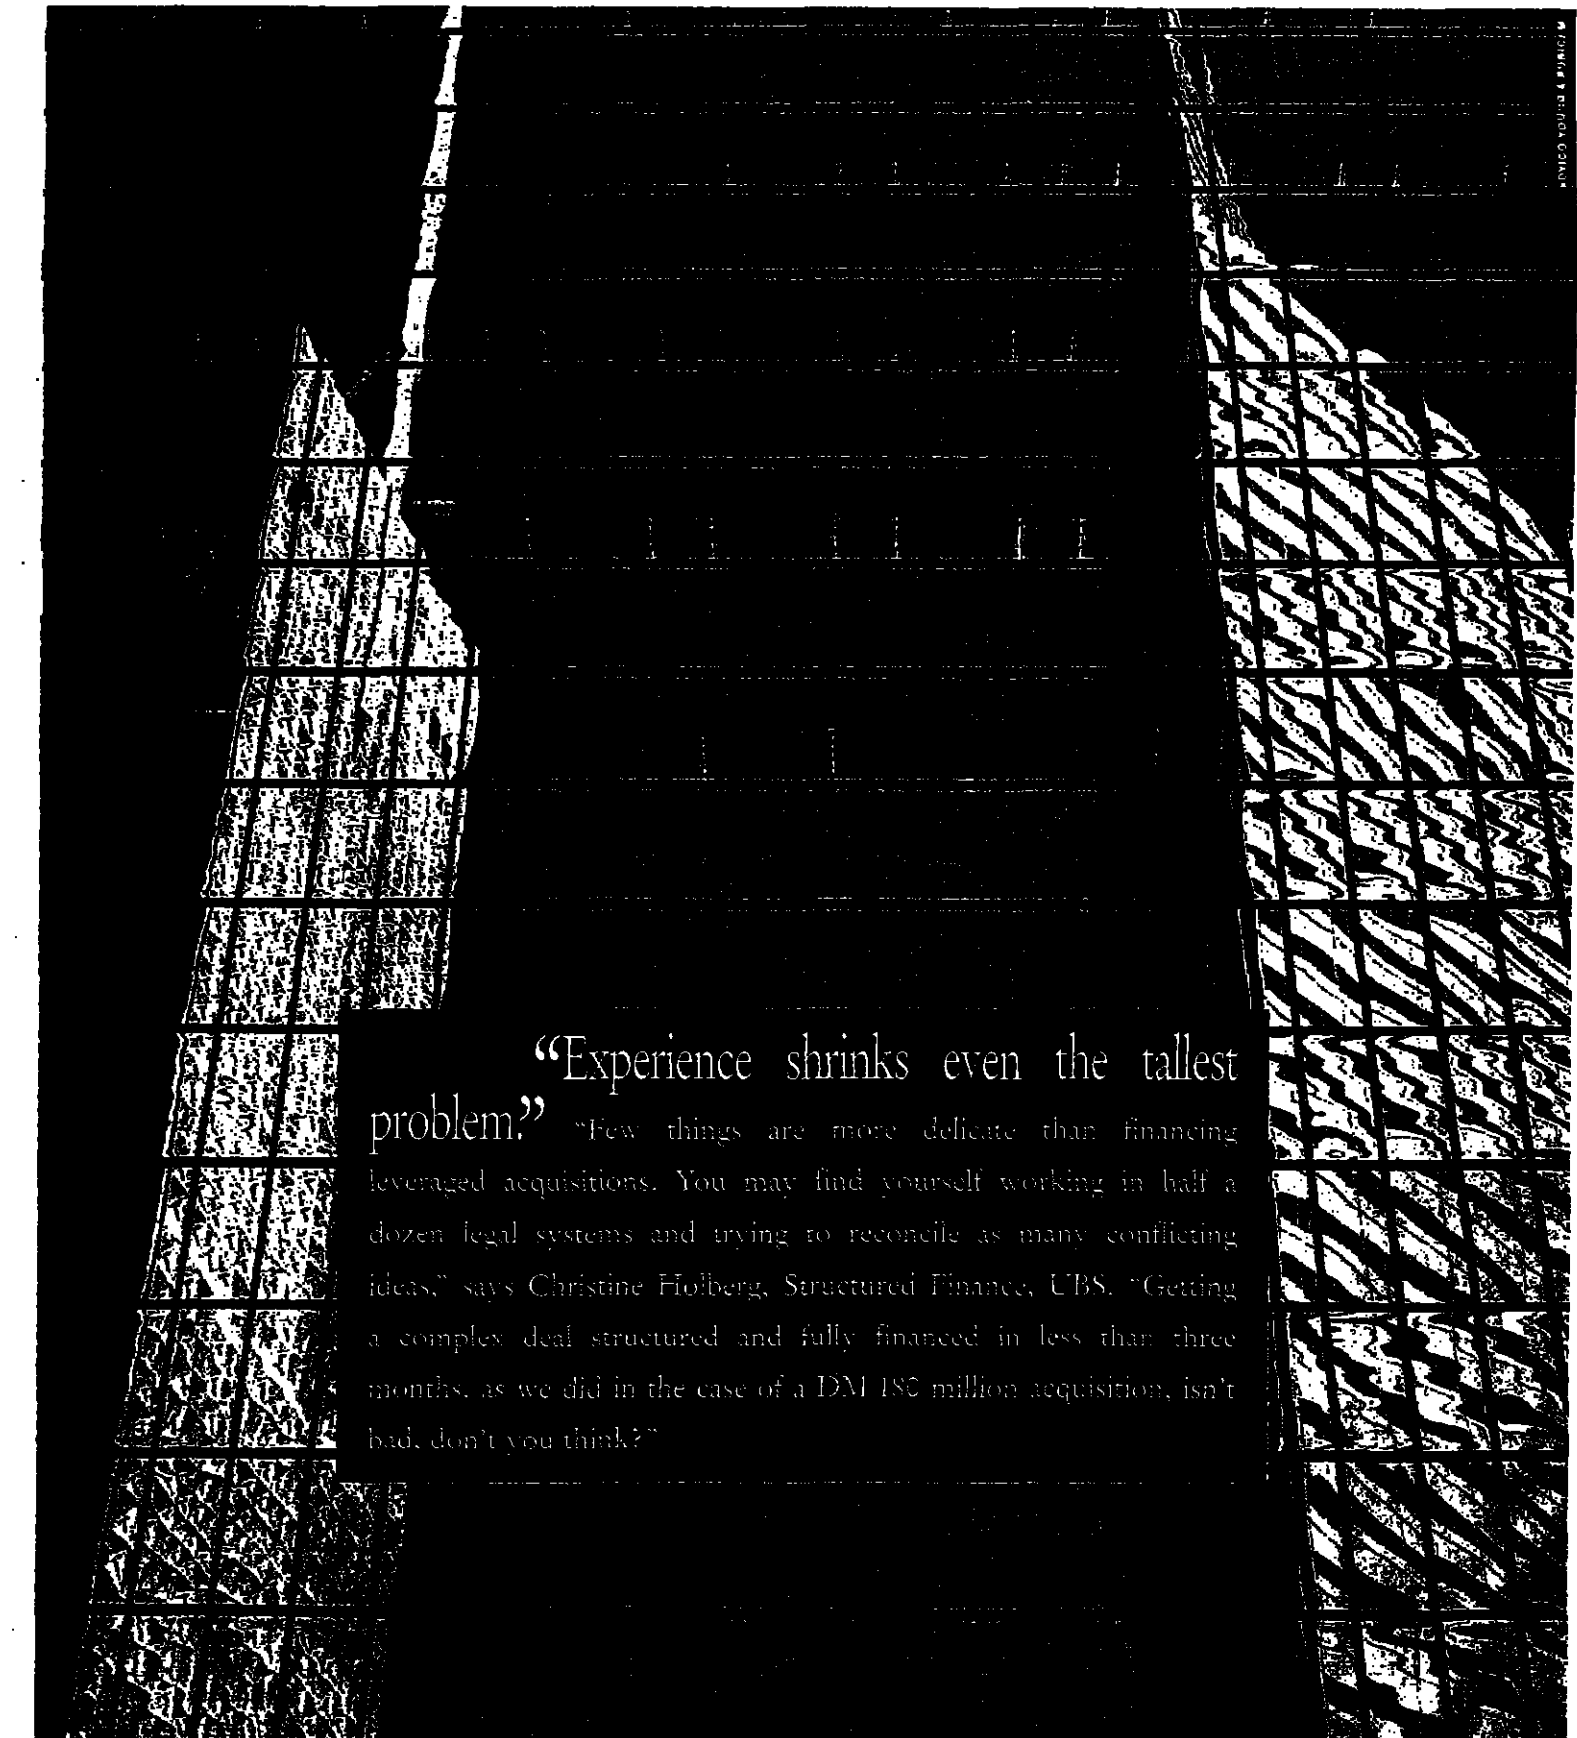 “Experience shrinks even the tallest
problem.” “Few things are more delicate than financing
leveraged acquisitions. You may find yourself working in half a
dozen legal systems and trying to reconcile as many conflicting
ideas,” says Christine Holberg, Structured Finance, UBS. “Getting
a complex deal structured and fully financed in less than three
months, as we did in the case of a DM 180 million acquisition, isn't
bad, don't you think?”